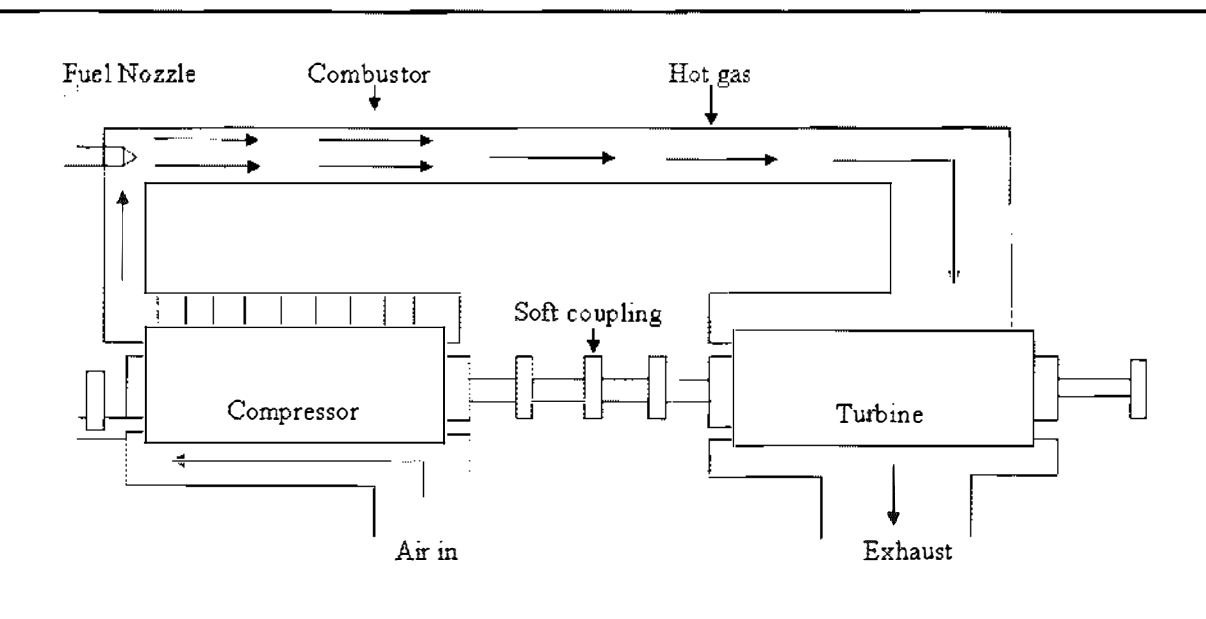 Fuel Nozzle
Combustor
Hot gas
Soft coupling
Compressor
Turbine
Air in
Exhaust